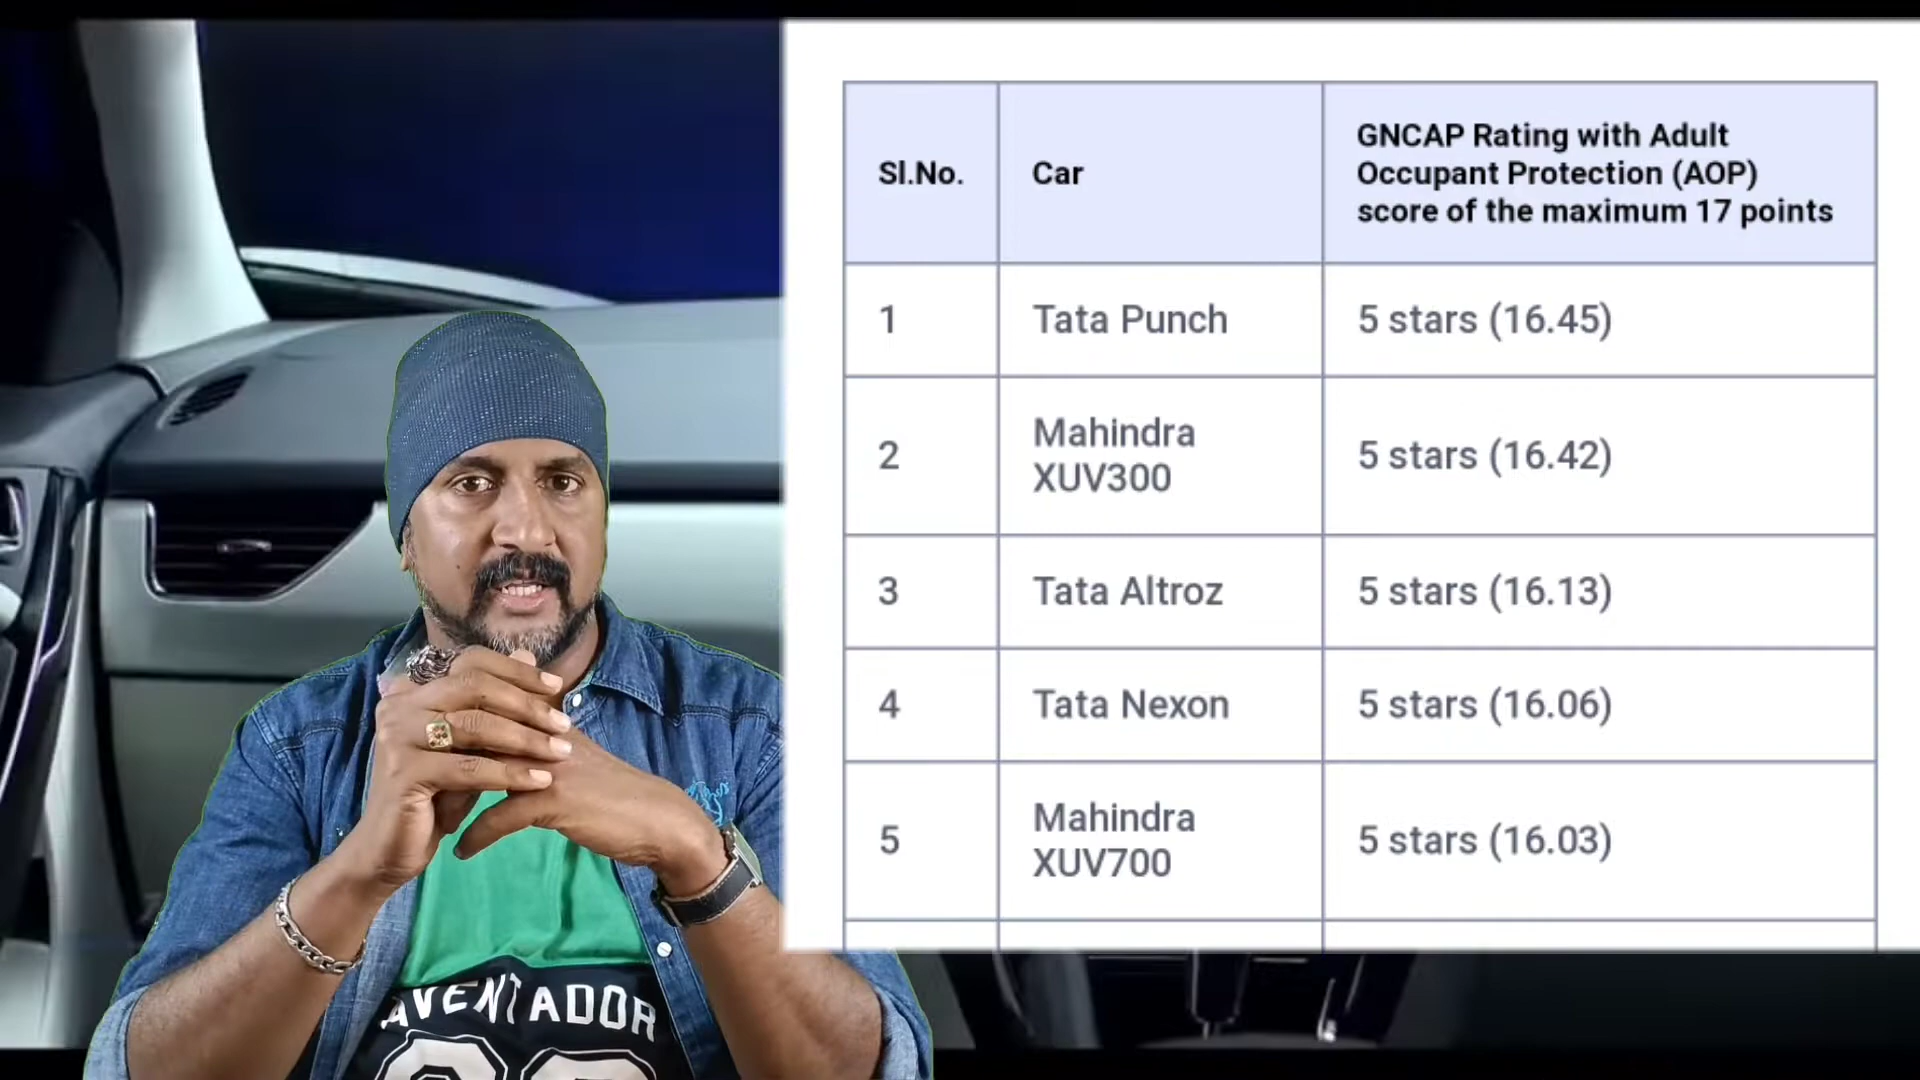 Sl.No.
Car
GNCAP Rating with Adult
Occupant Protection (AOP)
score of the maximum 17 points
1
Tata Punch
5 stars (16.45)
2
Mahindra
XUV300
5 stars (16.42)
3
Tata Altroz
5 stars (16.13)
4
Tata Nexon
5 stars (16.06)
5
Mahindra
XUV700
5 stars (16.03)
AVENTADOR